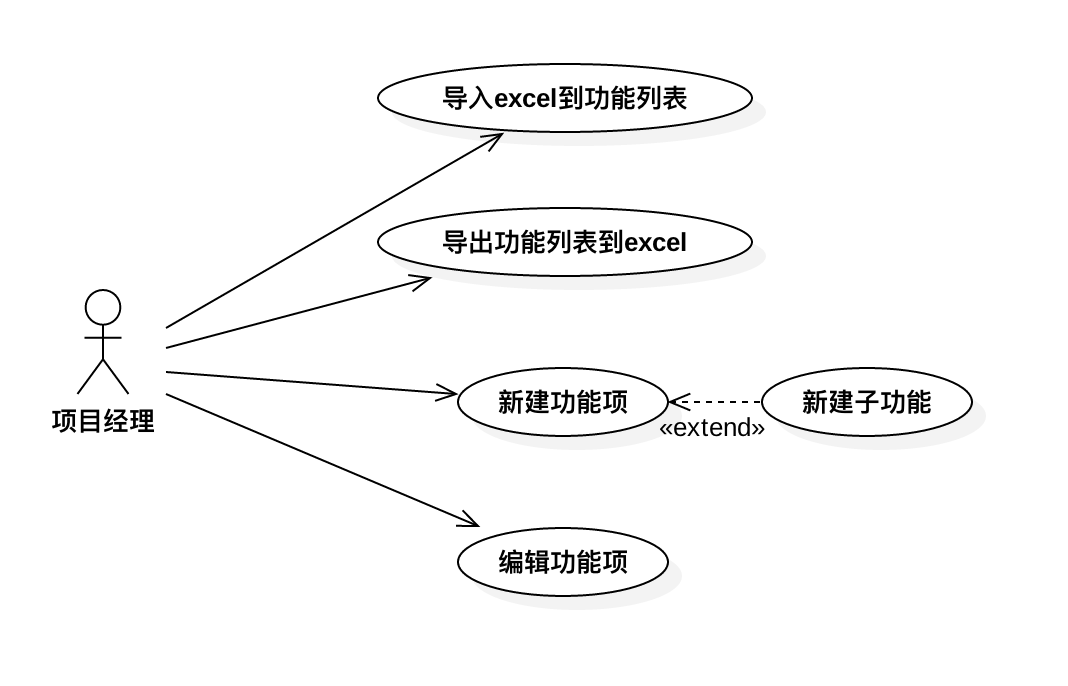 导入excel到功能列表
导出功能列表到excel
项目经理
新建功能项
新建子功能
«extend»
编辑功能项